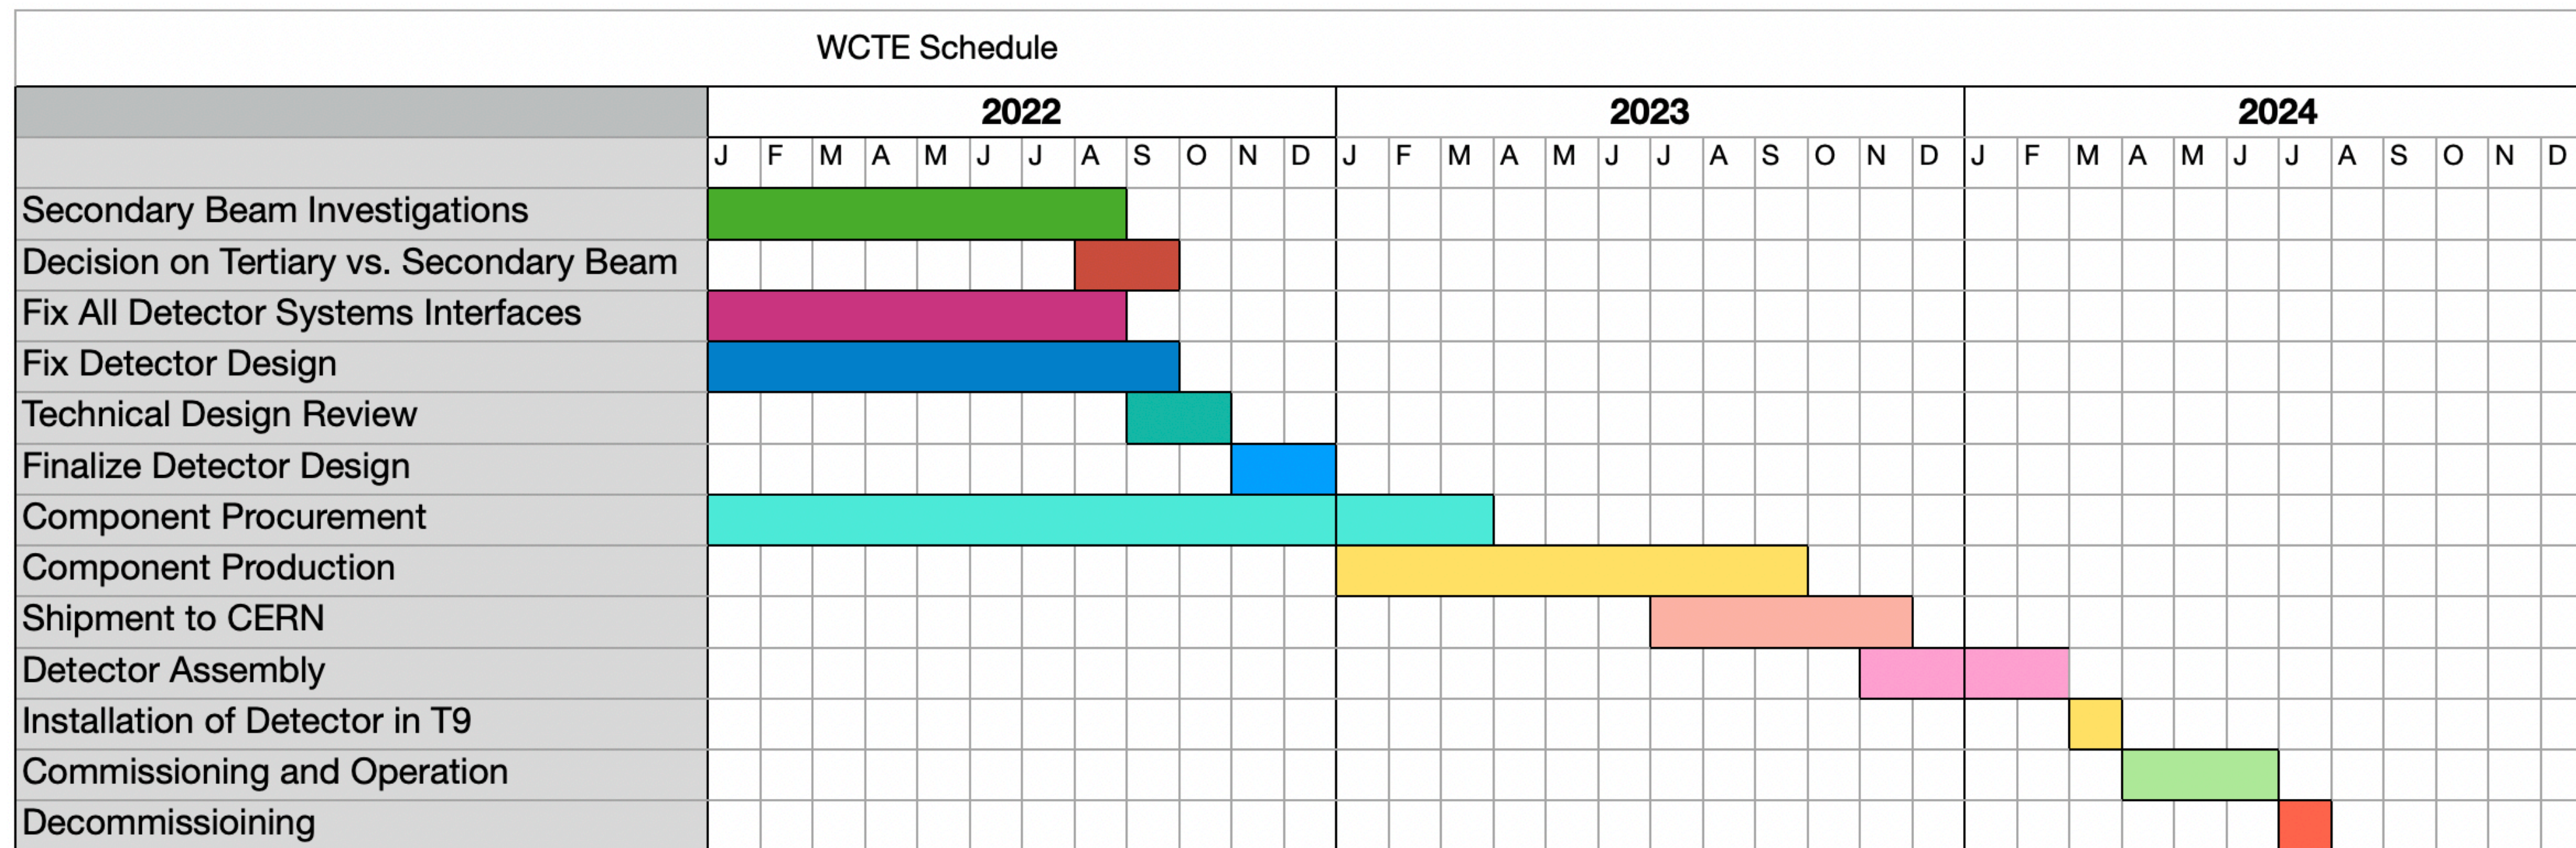 WCTE Schedule
2022 2023 2024
J F M A M J J A S O N D J F M A M J J A S O N D J F M A M J J A S O N D
Secondary Beam Investigations
Decision on Tertiary vs. Secondary Beam
Fix All Detector Systems Interfaces
Fix Detector Design
Technical Design Review
Finalize Detector Design
Component Procurement
Component Production
Shipment to CERN
Detector Assembly
Installation of Detector in T9
Commissioning and Operation
Decommissioining